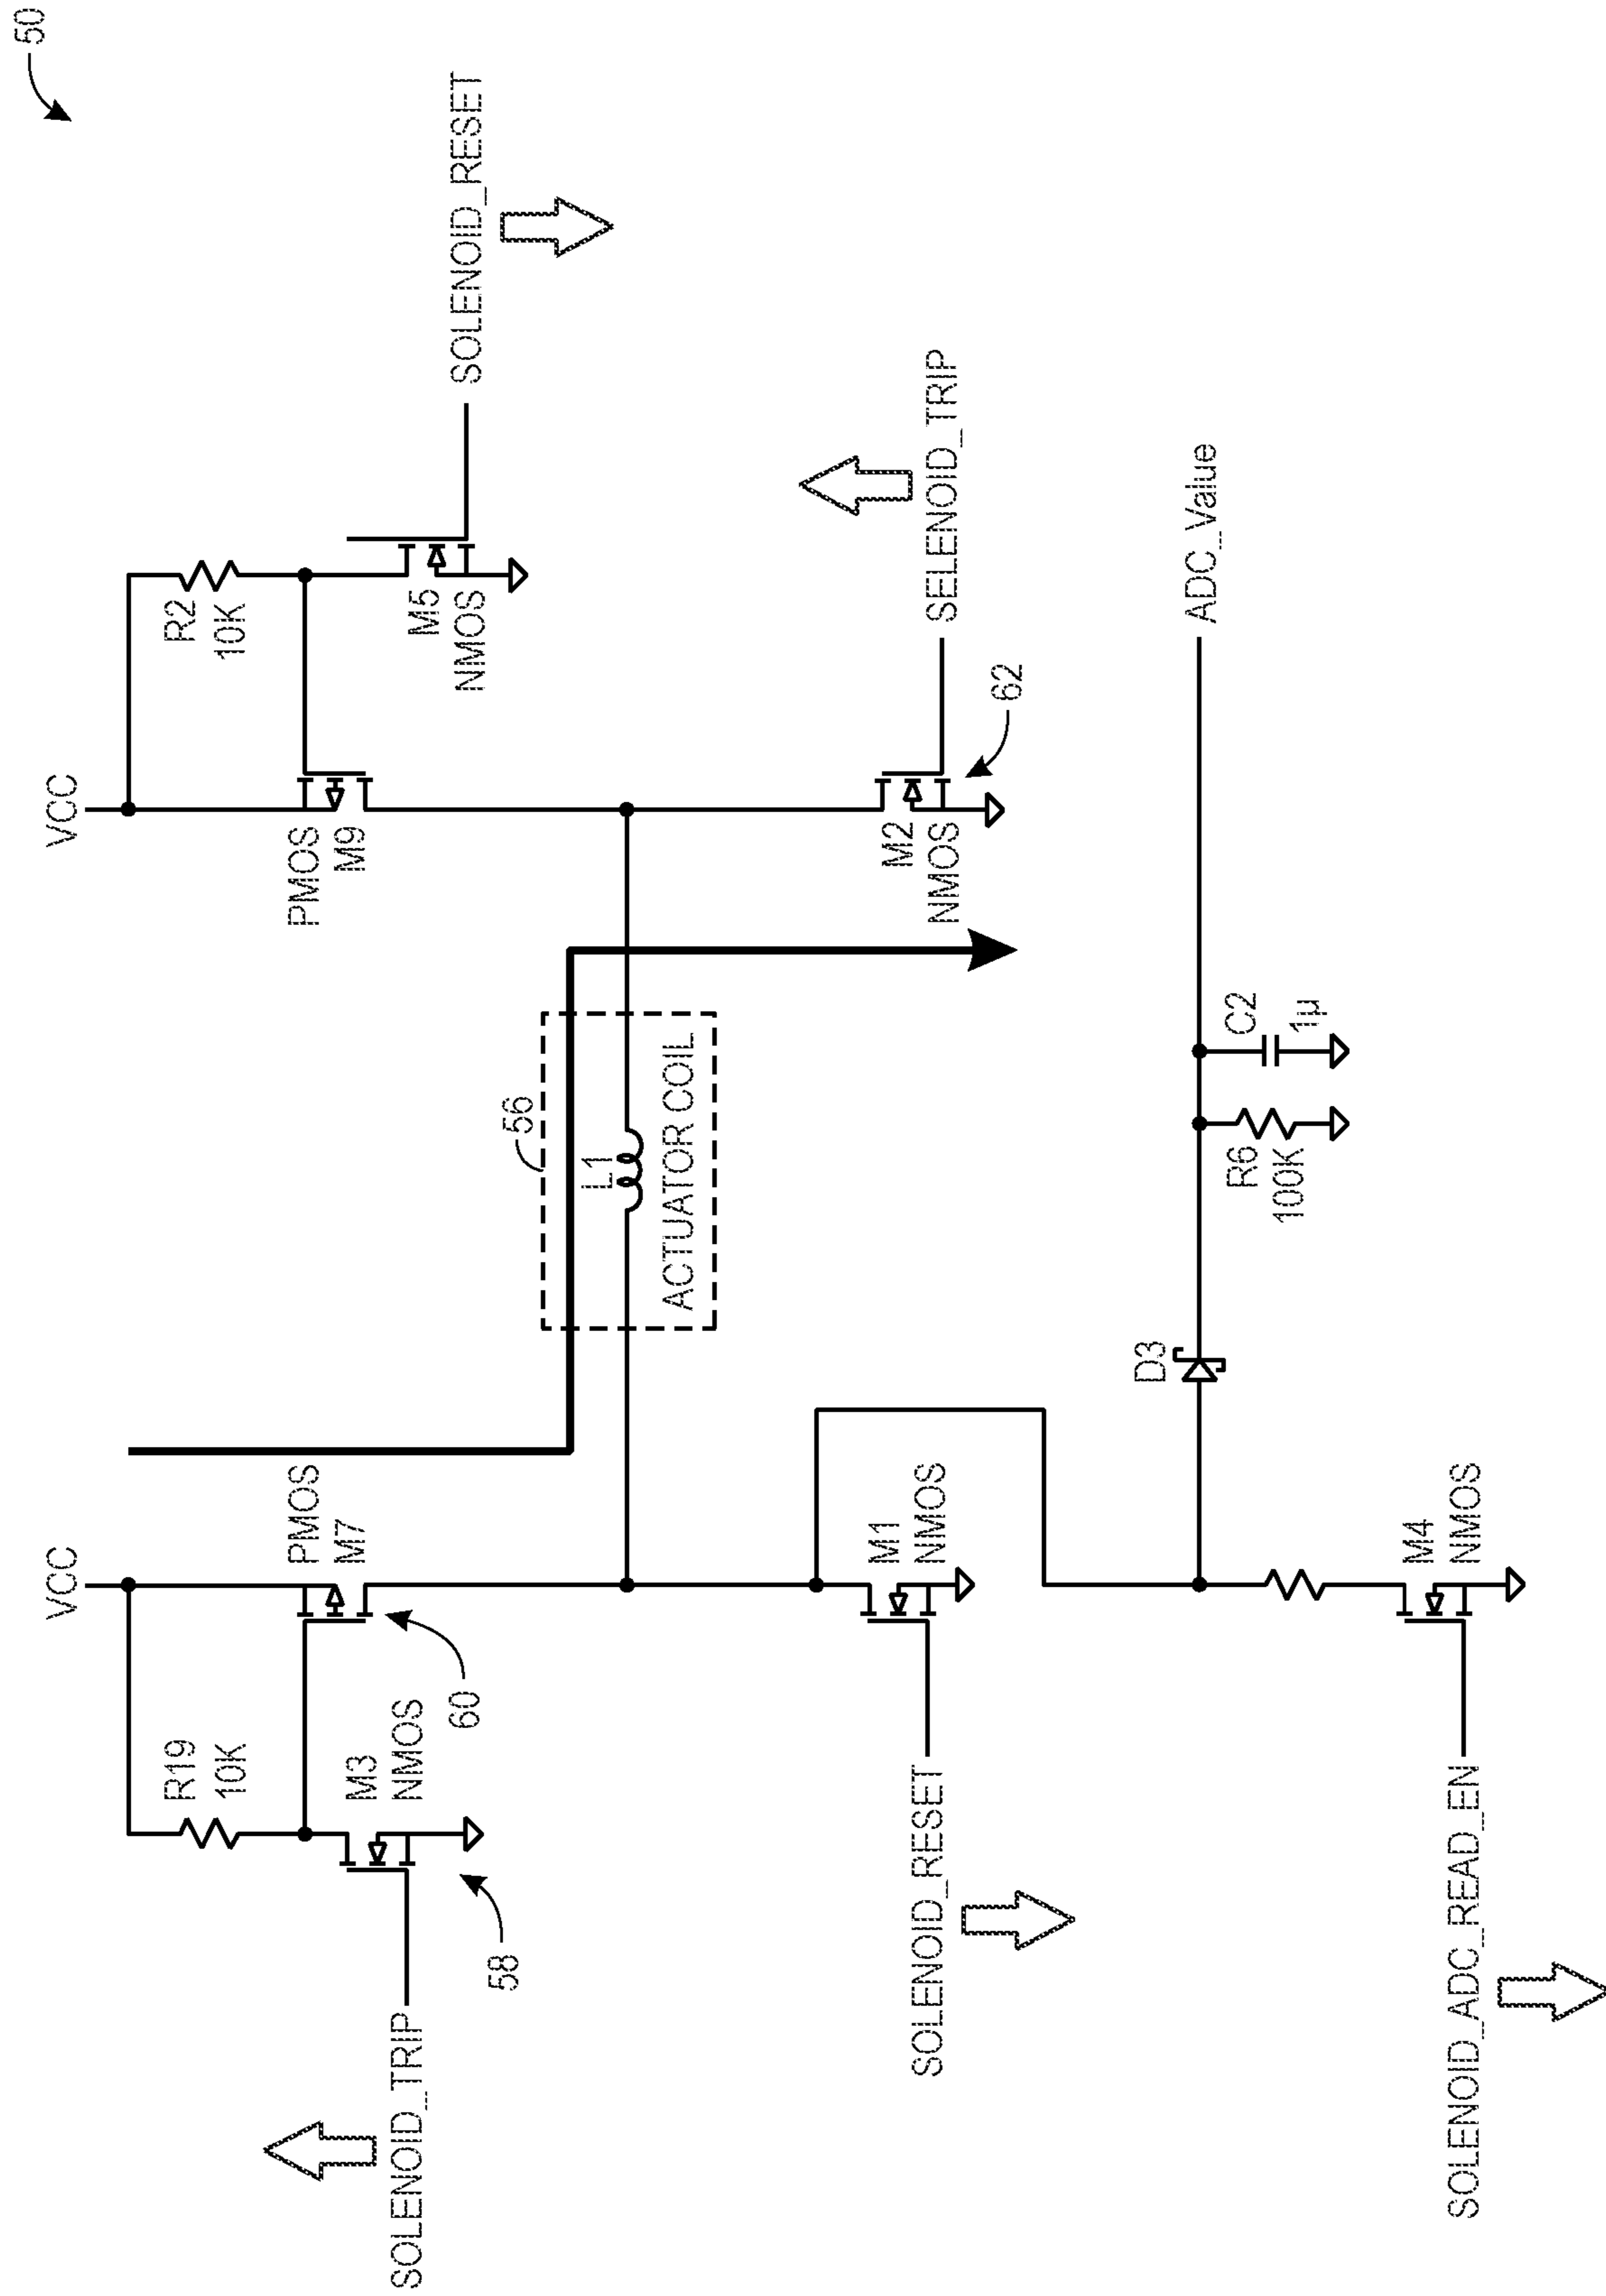 50
VCC
VCC
R19
10K
PMOS
M7
PMOS
M9
R2
10K
M3
NMOS
M5
NMOS
SOLENOID_TRIP
58
60
SOLENOID_RESET
56
L1
ACTUATOR COIL
M1
NMOS
M2
NMOS
SELENOID_TRIP
62
SOLENOID_RESET
D3
ADC_Value
R6
100K
C2
1µ
M4
NMOS
SOLENOID_ADC_READ_EN